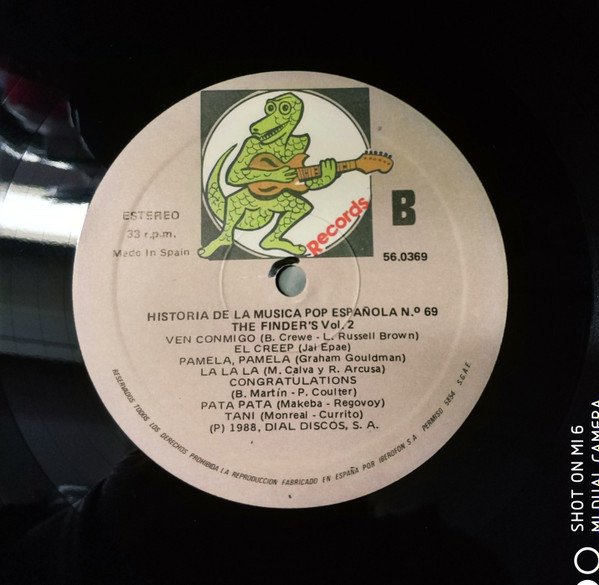 Records
B
ESTEREO
33 r.p.m.
Made In Spain
56.0369
HISTORIA DE LA MUSICA POP ESPAÑOLA N.º 69
THE FINDER'S Vol. 2
VEN CONMIGO (B. Crewe - L. Russell Brown)
EL CREEP (Jai Epae)
PAMELA, PAMELA (Graham Gouldman)
LA LA LA (M. Calva y R. Arcusa)
CONGRATULATIONS
(B. Martín - P. Coulter)
PATA PATA (Makeba - Regovoy)
TANI (Monreal - Currito)
(P) 1988, DIAL DISCOS, S. A.
RESERVADOS TODOS LOS DERECHOS PROHIBIDA LA REPRODUCCION FABRICADO EN ESPAÑA POR IBEROFON S.A. PERMISO 5854 S.G.A.E.
SHOT ON MI 6
MI DUAL CAMERA